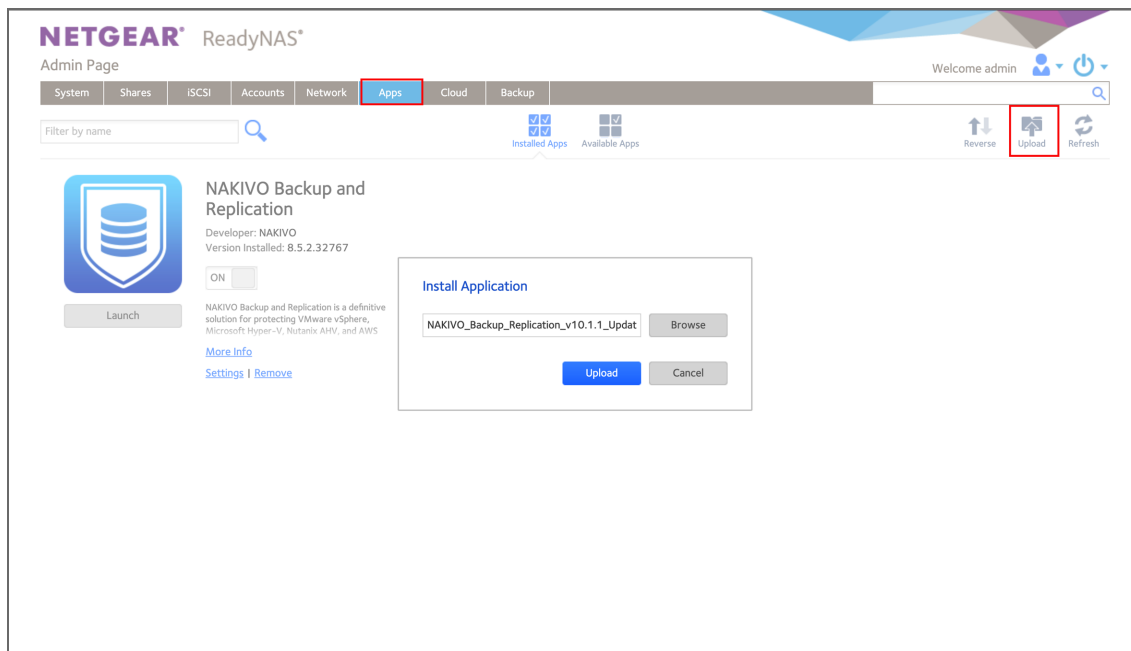 NETGEAR® ReadyNAS®
Admin Page
Welcome admin
System Shares iSCSI Accounts Network Apps Cloud Backup
Filter by name
Installed Apps Available Apps
Reverse Upload Refresh
NAKIVO Backup and
Replication
Developer: NAKIVO
Version Installed: 8.5.2.32767
ON
Launch
NAKIVO Backup and Replication is a definitive
solution for protecting VMware vSphere,
Microsoft Hyper-V, Nutanix AHV, and AWS
More Info
Settings | Remove
Install Application
NAKIVO_Backup_Replication_v10.1.1_Updat Browse
Upload Cancel